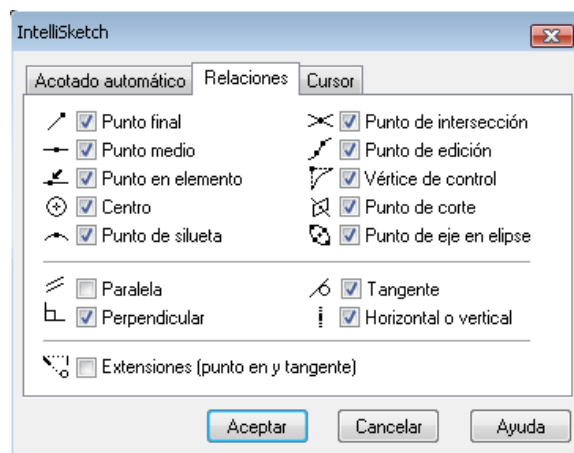 IntelliSketch
Acotado automático Relaciones Cursor
Punto final Punto de intersección
Punto medio Punto de edición
Punto en elemento Vértice de control
Centro Punto de corte
Punto de silueta Punto de eje en elipse
Paralela Tangente
Perpendicular Horizontal o vertical
Extensiones (punto en y tangente)
Aceptar Cancelar Ayuda